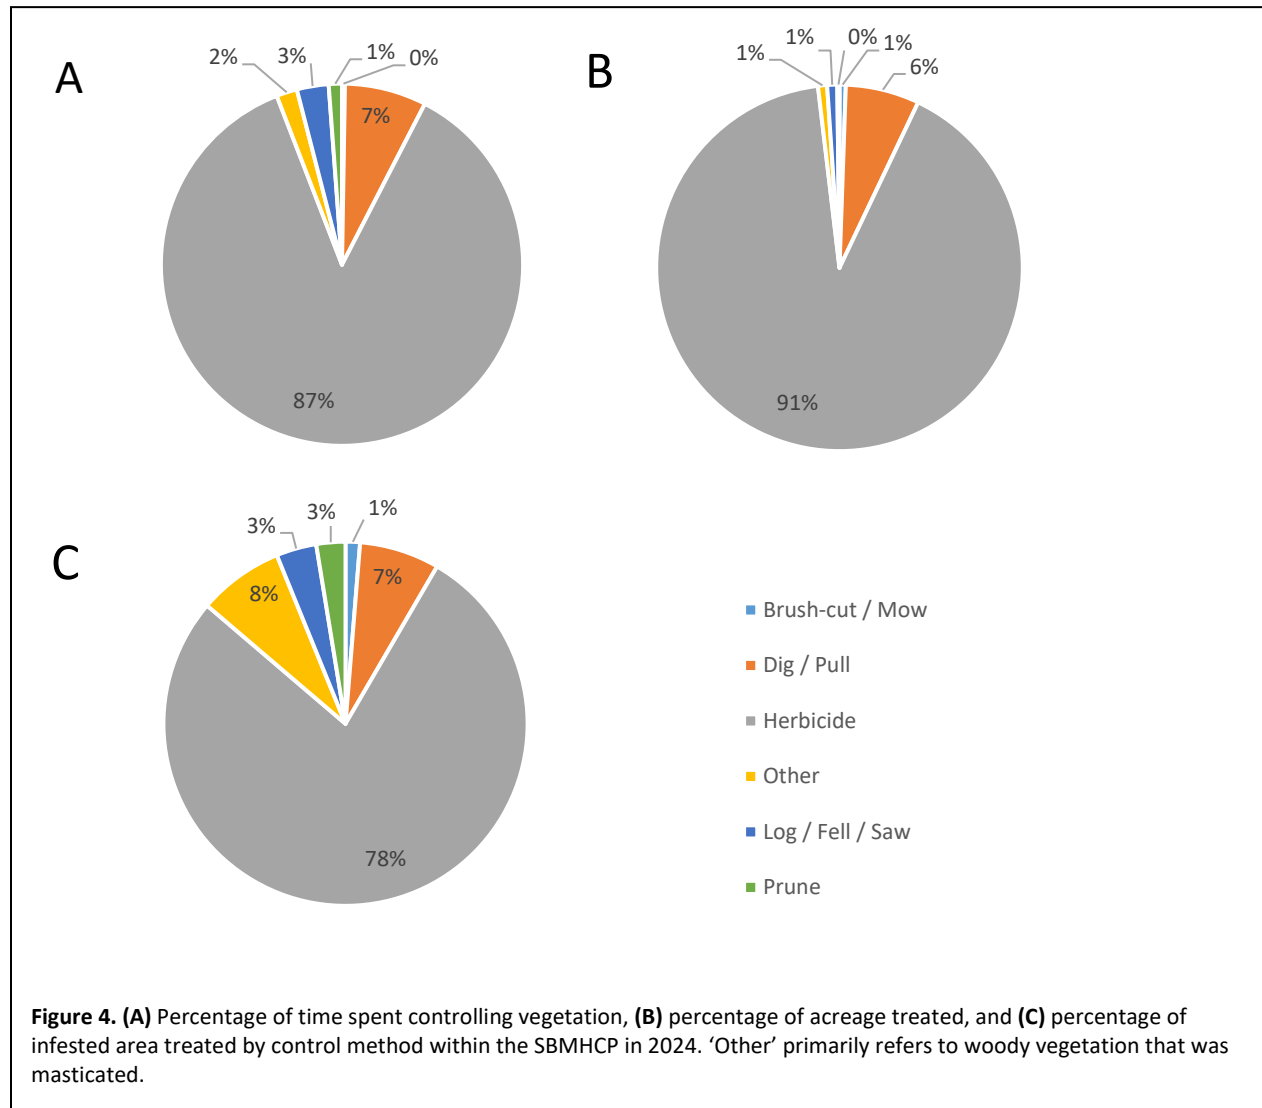 A
2%
3%
1%
0%
7%
87%
B
1%
1%
0%
1%
6%
91%
C
3%
3%
1%
8%
7%
78%
Brush-cut / Mow
Dig / Pull
Herbicide
Other
Log / Fell / Saw
Prune
Figure 4. (A) Percentage of time spent controlling vegetation, (B) percentage of acreage treated, and (C) percentage of
infested area treated by control method within the SBMHCP in 2024. ‘Other’ primarily refers to woody vegetation that was
masticated.